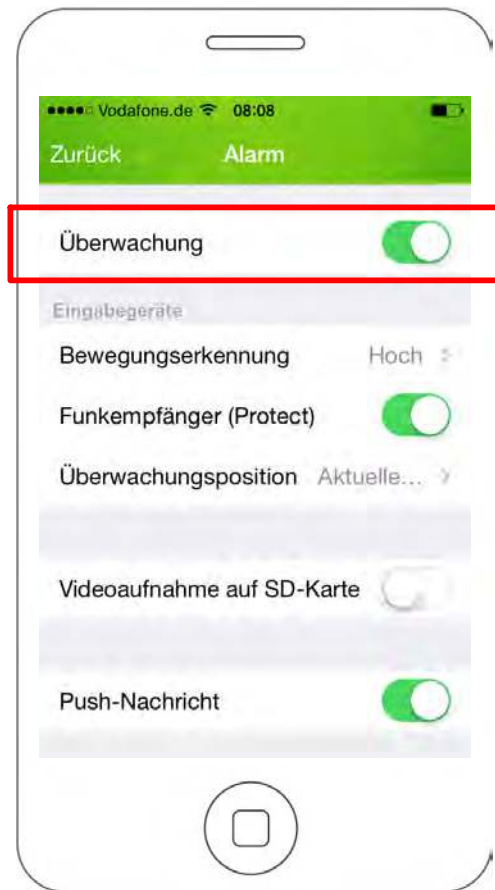 Vodafone.de 08:08
Zurück Alarm
Überwachung
Eingabegeräte
Bewegungserkennung Hoch
Funkempfänger (Protect)
Überwachungsposition Aktuelle...
Videoaufnahme auf SD-Karte
Push-Nachricht